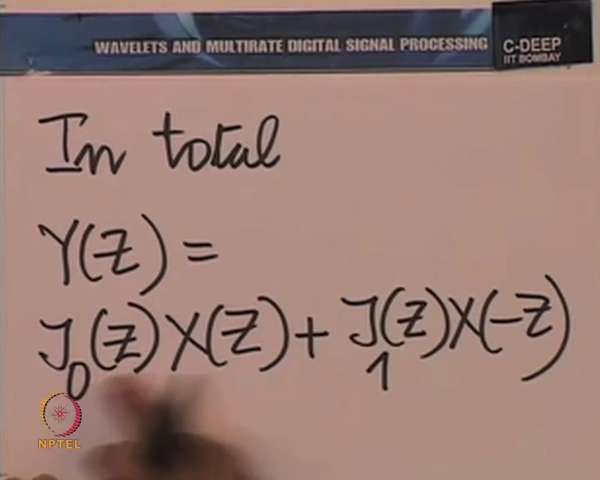 WAVELETS AND MULTIRATE DIGITAL SIGNAL PROCESSING
C-DEEP
IIT BOMBAY
In total
Y(Z) =
J₀(Z) X(Z) + J₁(Z) X(-Z)
NPTEL